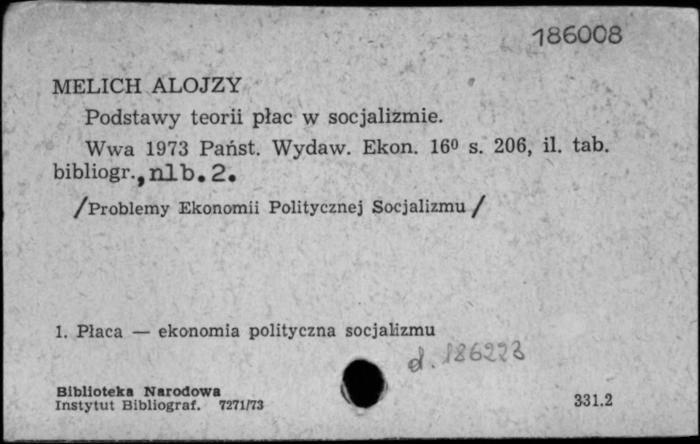 186008
MELICH ALOJZY
Podstawy teorii płac w socjalizmie.
Wwa 1973 Państ. Wydaw. Ekon. 16⁰ s. 206, il. tab.
bibliogr., nlb. 2.
/Problemy Ekonomii Politycznej Socjalizmu/
1. Płaca — ekonomia polityczna socjalizmu
d. 186223
Biblioteka Narodowa
Instytut Bibliograf. 7271/73
331.2